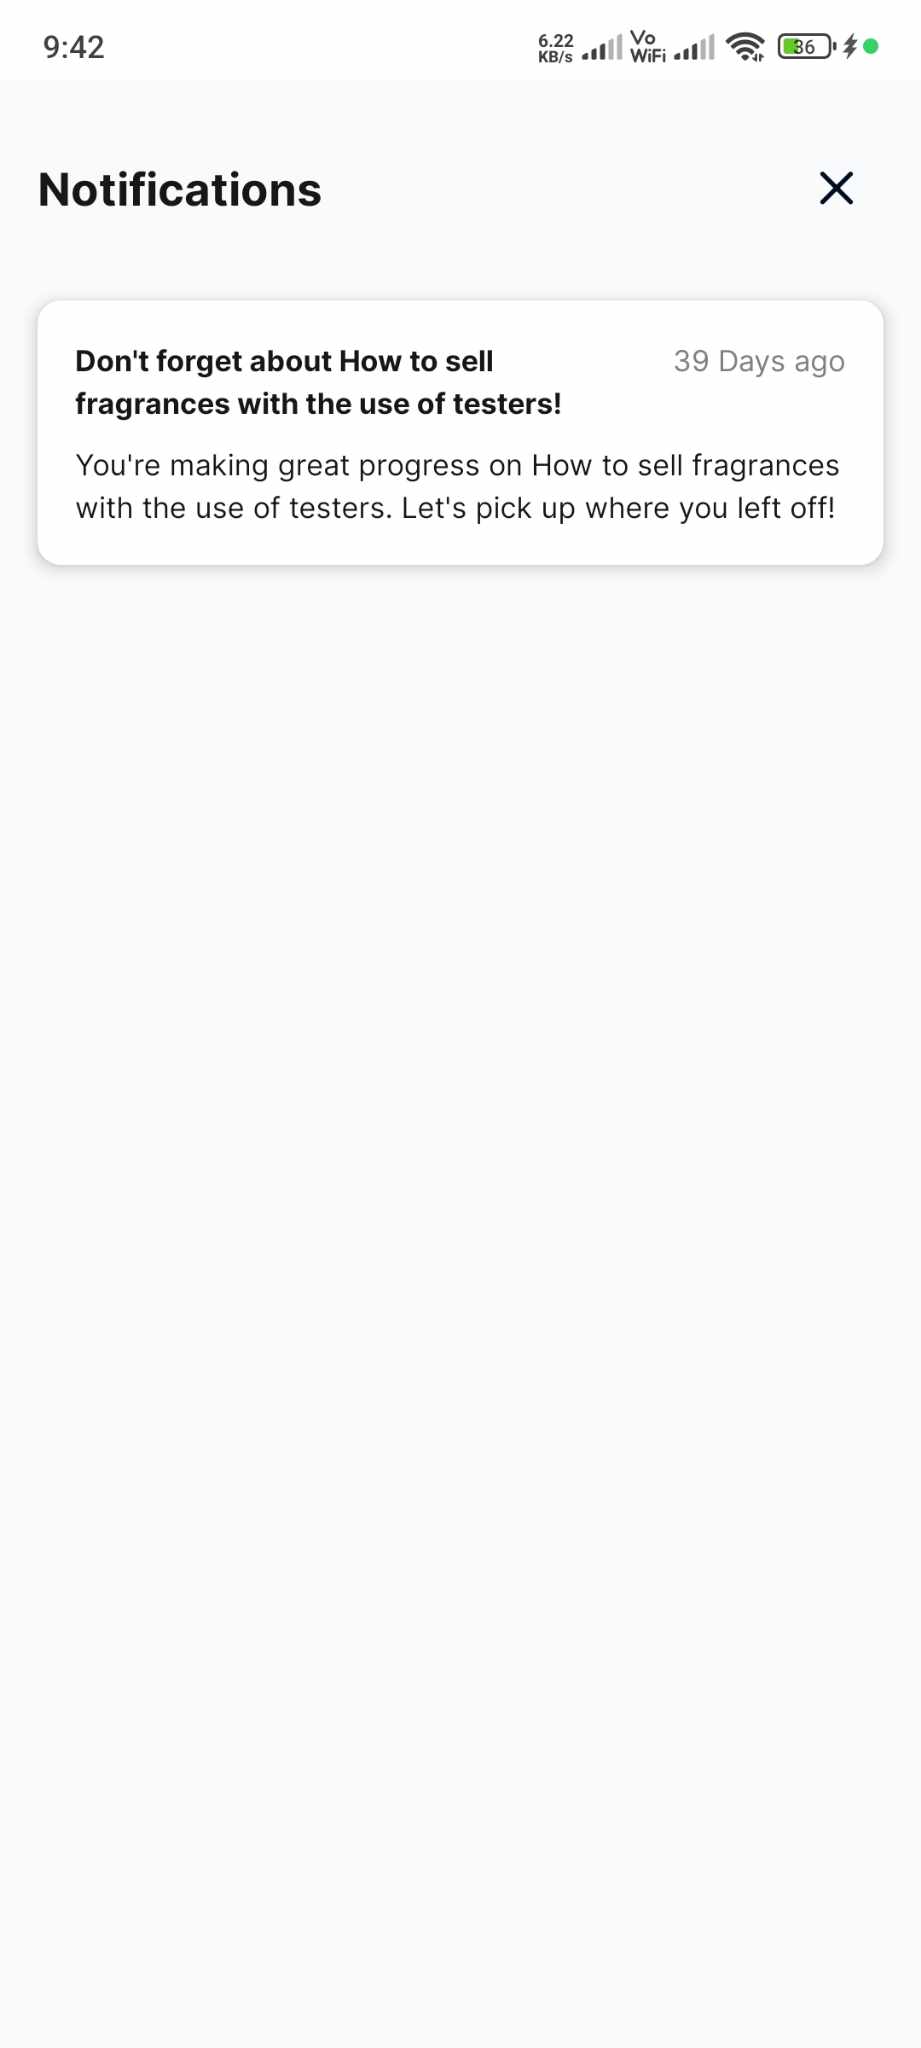 9:42
6.22
KB/s
Vo
WiFi
36
Notifications
Don't forget about How to sell
39 Days ago
fragrances with the use of testers!
You're making great progress on How to sell fragrances
with the use of testers. Let's pick up where you left off!